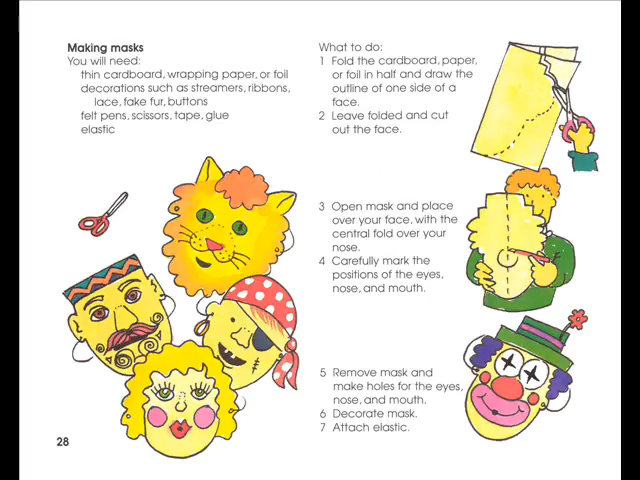 Making masks
You will need:
thin cardboard, wrapping paper, or foil
decorations such as streamers, ribbons,
lace, fake fur, buttons
felt pens, scissors, tape, glue
elastic
What to do:
1 Fold the cardboard, paper,
or foil in half and draw the
outline of one side of a
face.
2 Leave folded and cut
out the face.
3 Open mask and place
over your face, with the
central fold over your
nose.
4 Carefully mark the
positions of the eyes,
nose, and mouth.
5 Remove mask and
make holes for the eyes,
nose, and mouth.
6 Decorate mask.
7 Attach elastic.
28